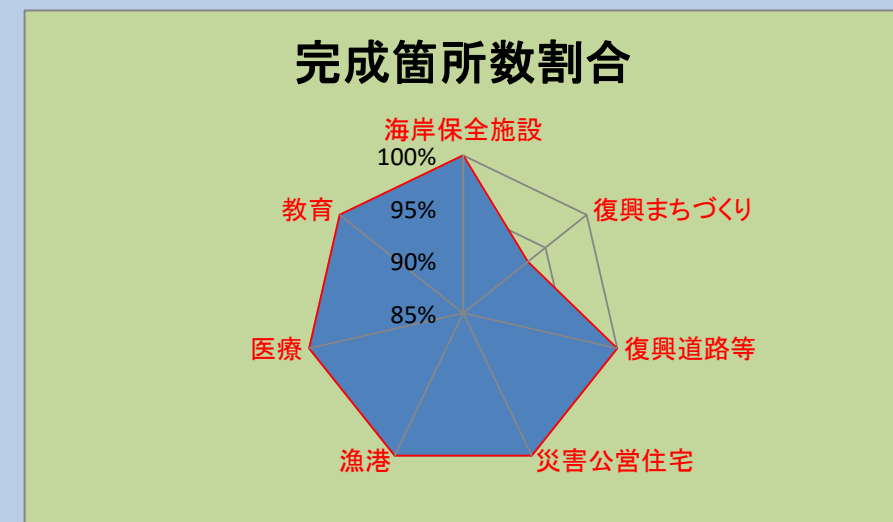 完成箇所数割合
海岸保全施設
100%
教育
95%
復興まちづくり
90%
85%
医療
復興道路等
漁港
災害公営住宅